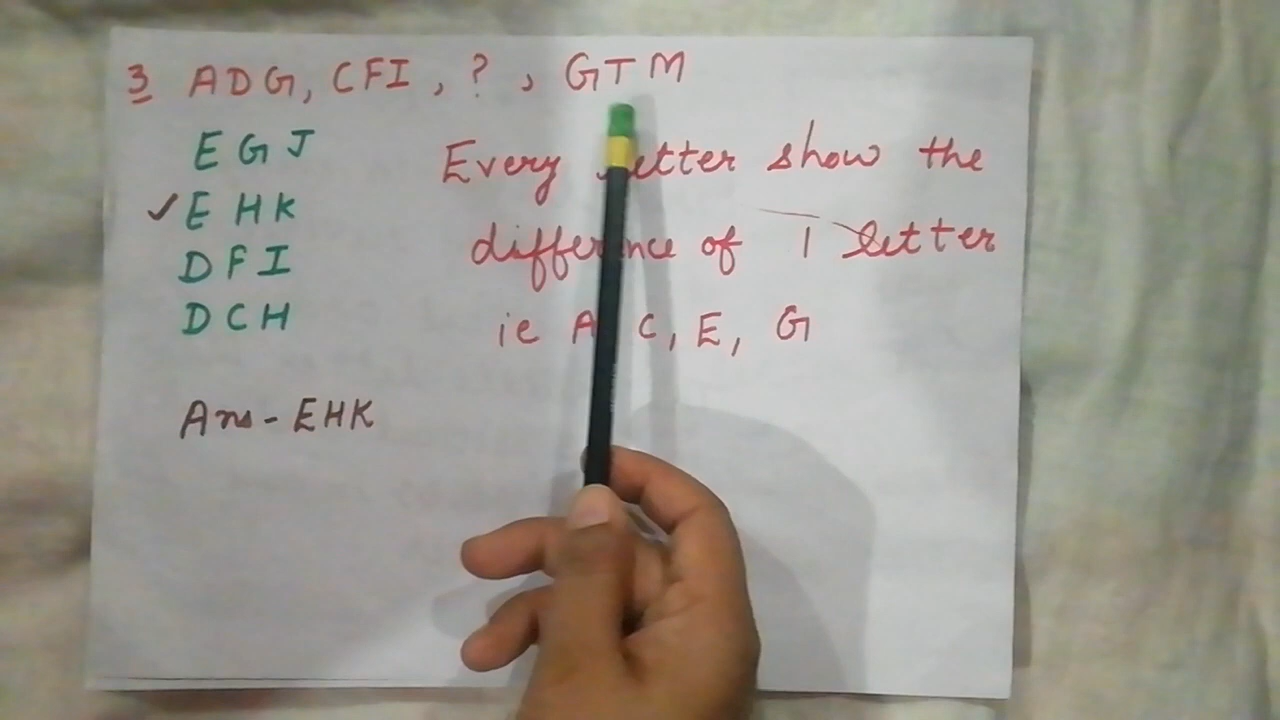 3 ADG, CFI, ?, GTM
EGJ
✓ EHK
DFI
DCH
Every letter show the
difference of 1 letter
ie A C, E, G
Ans - EHK